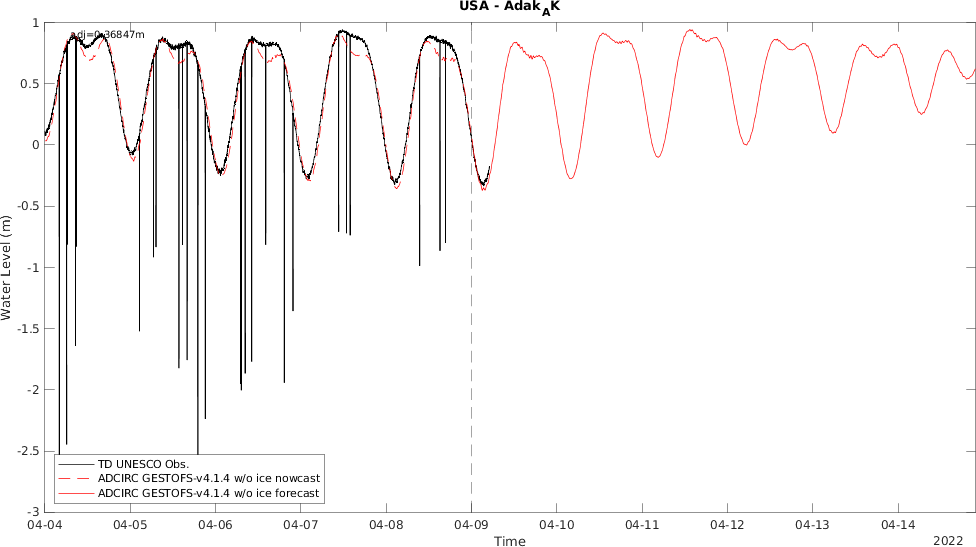 USA - Adak_AK
adj=0.36847m
1
0.5
0
-0.5
-1
-1.5
-2
-2.5
-3
Water Level (m)
TD UNESCO Obs.
ADCIRC GESTOFS-v4.1.4 w/o ice nowcast
ADCIRC GESTOFS-v4.1.4 w/o ice forecast
04-04 04-05 04-06 04-07 04-08 04-09 04-10 04-11 04-12 04-13 04-14
Time
2022